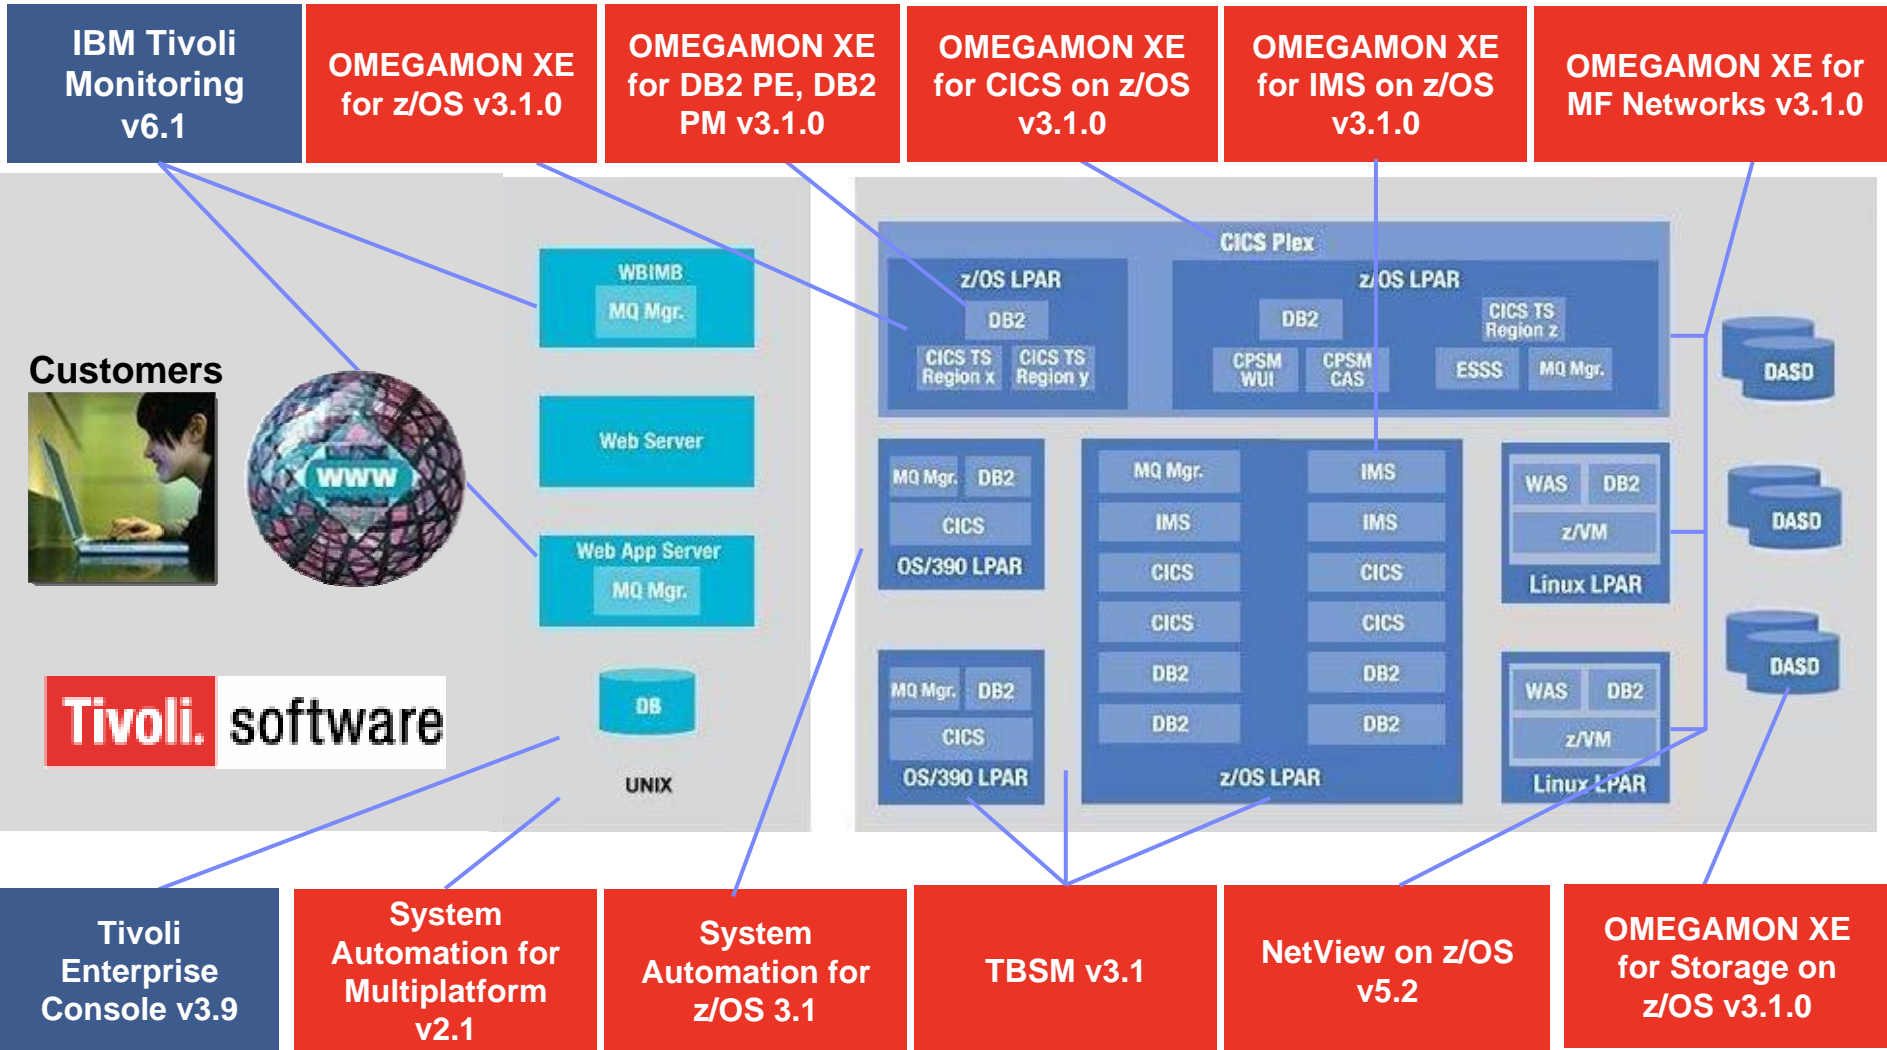 IBM Tivoli
Monitoring
v6.1
OMEGAMON XE
for z/OS v3.1.0
OMEGAMON XE
for DB2 PE, DB2
PM v3.1.0
OMEGAMON XE
for CICS on z/OS
v3.1.0
OMEGAMON XE
for IMS on z/OS
v3.1.0
OMEGAMON XE for
MF Networks v3.1.0
Customers
WWW
Tivoli. software
WBIMB
MQ Mgr.
Web Server
Web App Server
MQ Mgr.
DB
UNIX
CICS Plex
z/OS LPAR
DB2
CICS TS
Region x
CICS TS
Region y
z/OS LPAR
DB2
CICS TS
Region z
CPSM
WUI
CPSM
CAS
ESSS
MQ Mgr.
MQ Mgr.
DB2
CICS
OS/390 LPAR
MQ Mgr.
DB2
CICS
OS/390 LPAR
MQ Mgr.
IMS
IMS
IMS
CICS
CICS
CICS
CICS
DB2
DB2
DB2
DB2
z/OS LPAR
WAS
DB2
z/VM
Linux LPAR
WAS
DB2
z/VM
Linux LPAR
DASD
DASD
DASD
Tivoli
Enterprise
Console v3.9
System
Automation for
Multiplatform
v2.1
System
Automation for
z/OS 3.1
TBSM v3.1
NetView on z/OS
v5.2
OMEGAMON XE
for Storage on
z/OS v3.1.0